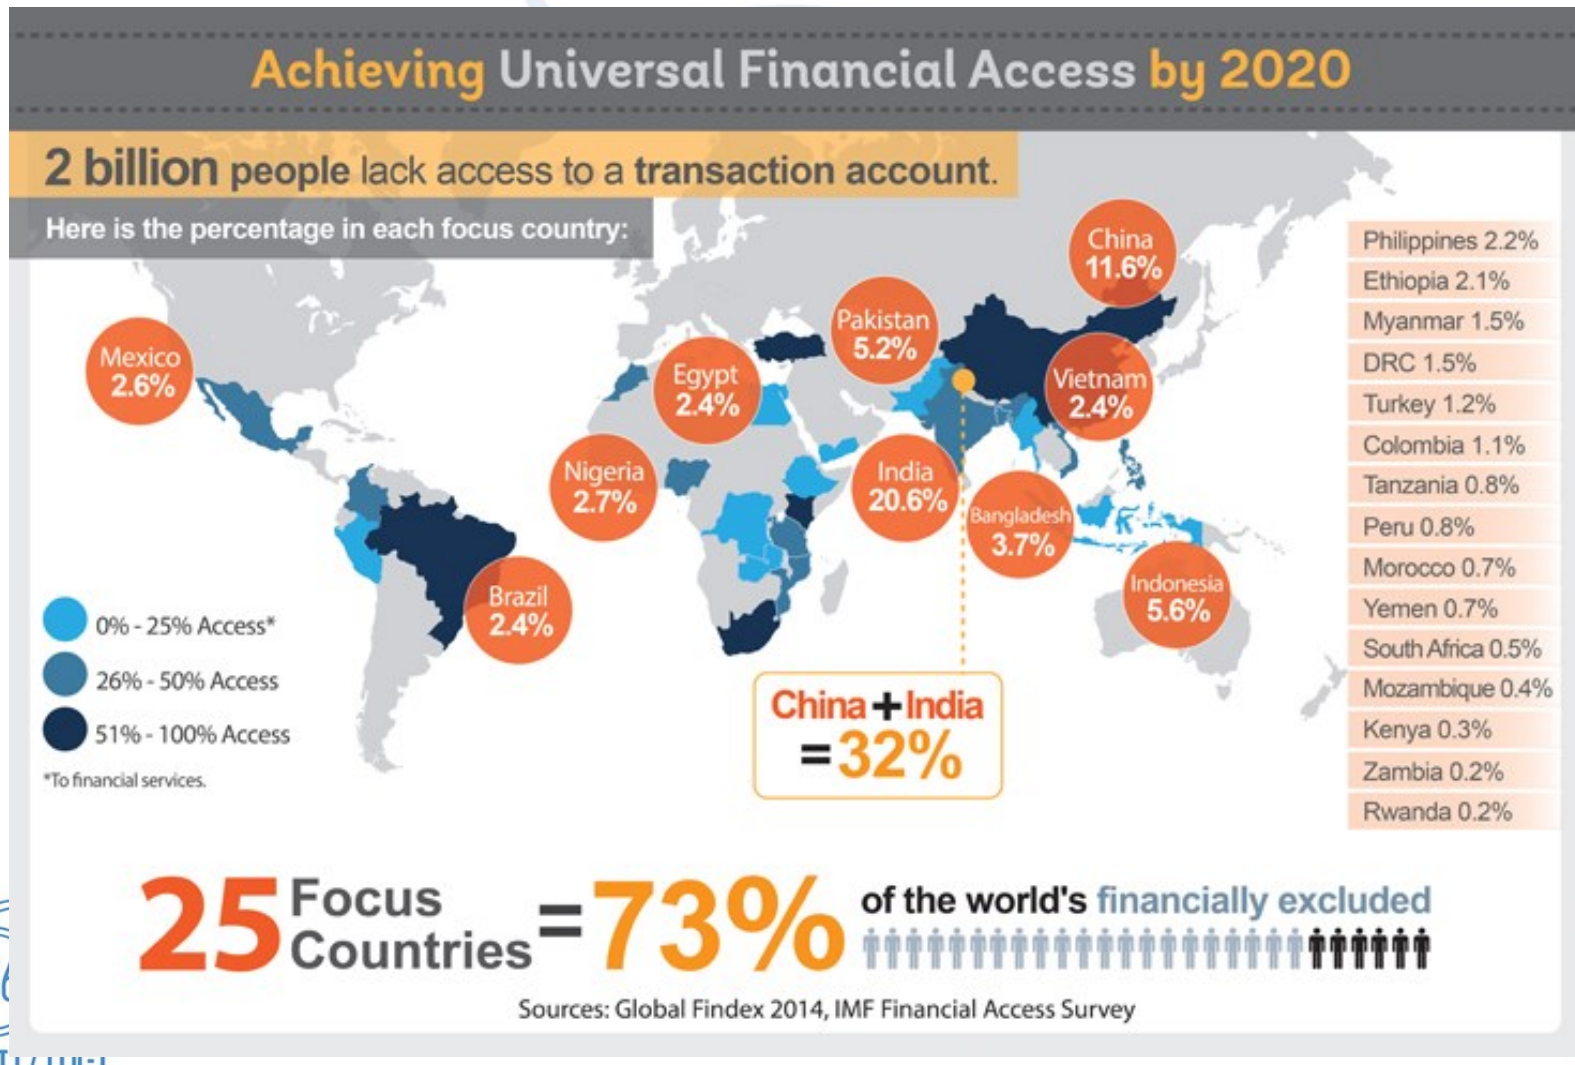 Achieving Universal Financial Access by 2020
2 billion people lack access to a transaction account.
Here is the percentage in each focus country:
China
11.6%
Pakistan
5.2%
Mexico
2.6%
Egypt
2.4%
Vietnam
2.4%
Nigeria
2.7%
India
20.6%
Bangladesh
3.7%
Brazil
2.4%
Indonesia
5.6%
Philippines 2.2%
Ethiopia 2.1%
Myanmar 1.5%
DRC 1.5%
Turkey 1.2%
Colombia 1.1%
Tanzania 0.8%
Peru 0.8%
Morocco 0.7%
Yemen 0.7%
South Africa 0.5%
Mozambique 0.4%
Kenya 0.3%
Zambia 0.2%
Rwanda 0.2%
0% - 25% Access*
26% - 50% Access
51% - 100% Access
*To financial services.
China + India
= 32%
25 Focus Countries = 73% of the world's financially excluded
Sources: Global Findex 2014, IMF Financial Access Survey